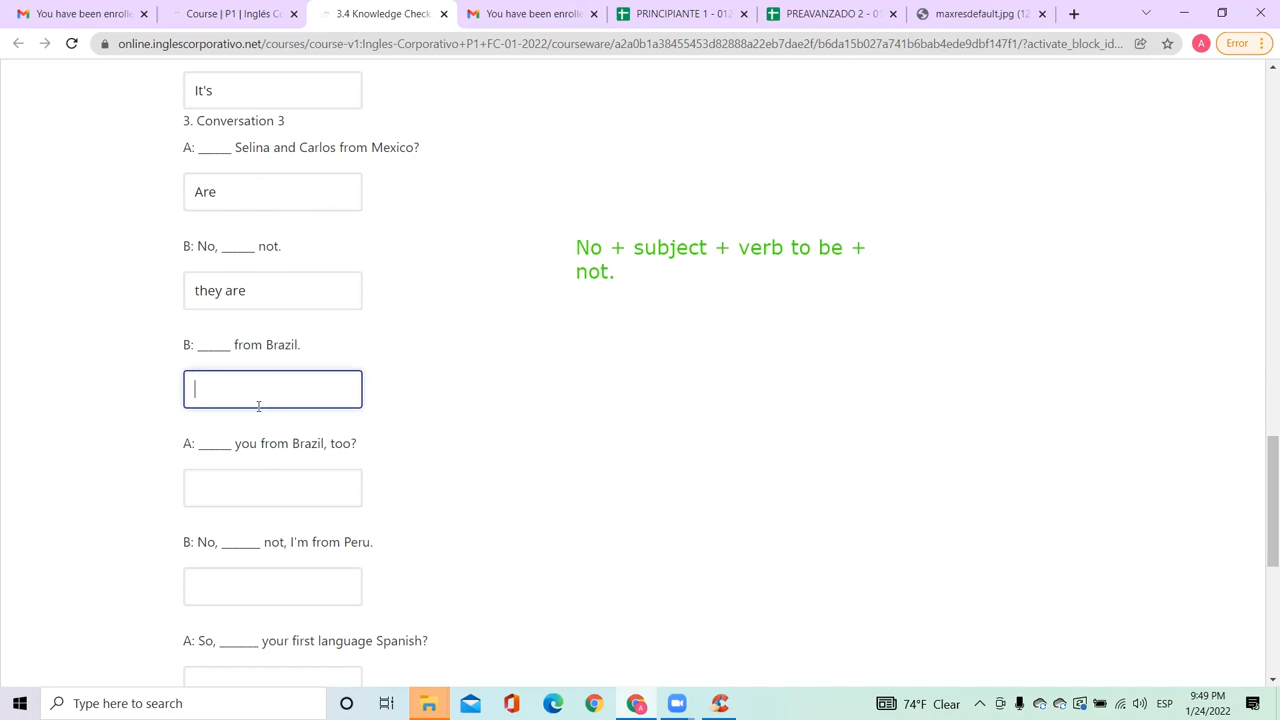 You have been enrolle
Course | P1 | Inglés C
3.4 Knowledge Check
You have been enrolle
PRINCIPIANTE 1 - 012
PREAVANZADO 2 - 01
maxresdefault.jpg (12
online.inglescorporativo.net/courses/course-v1:Ingles-Corporativo+P1+FC-01-2022/courseware/a2a0b1a38455453d82888a22eb7dae2f/b6da15b027a741b6bab4ede9dbf147f1/?activate_block_id...
A
Error
It's
3. Conversation 3
A: _____ Selina and Carlos from Mexico?
Are
B: No, _____ not.
No + subject + verb to be +
not.
they are
B: _____ from Brazil.
A: _____ you from Brazil, too?
B: No, ______ not, I'm from Peru.
A: So, ______ your first language Spanish?
Type here to search
74°F Clear
ESP
9:49 PM
1/24/2022